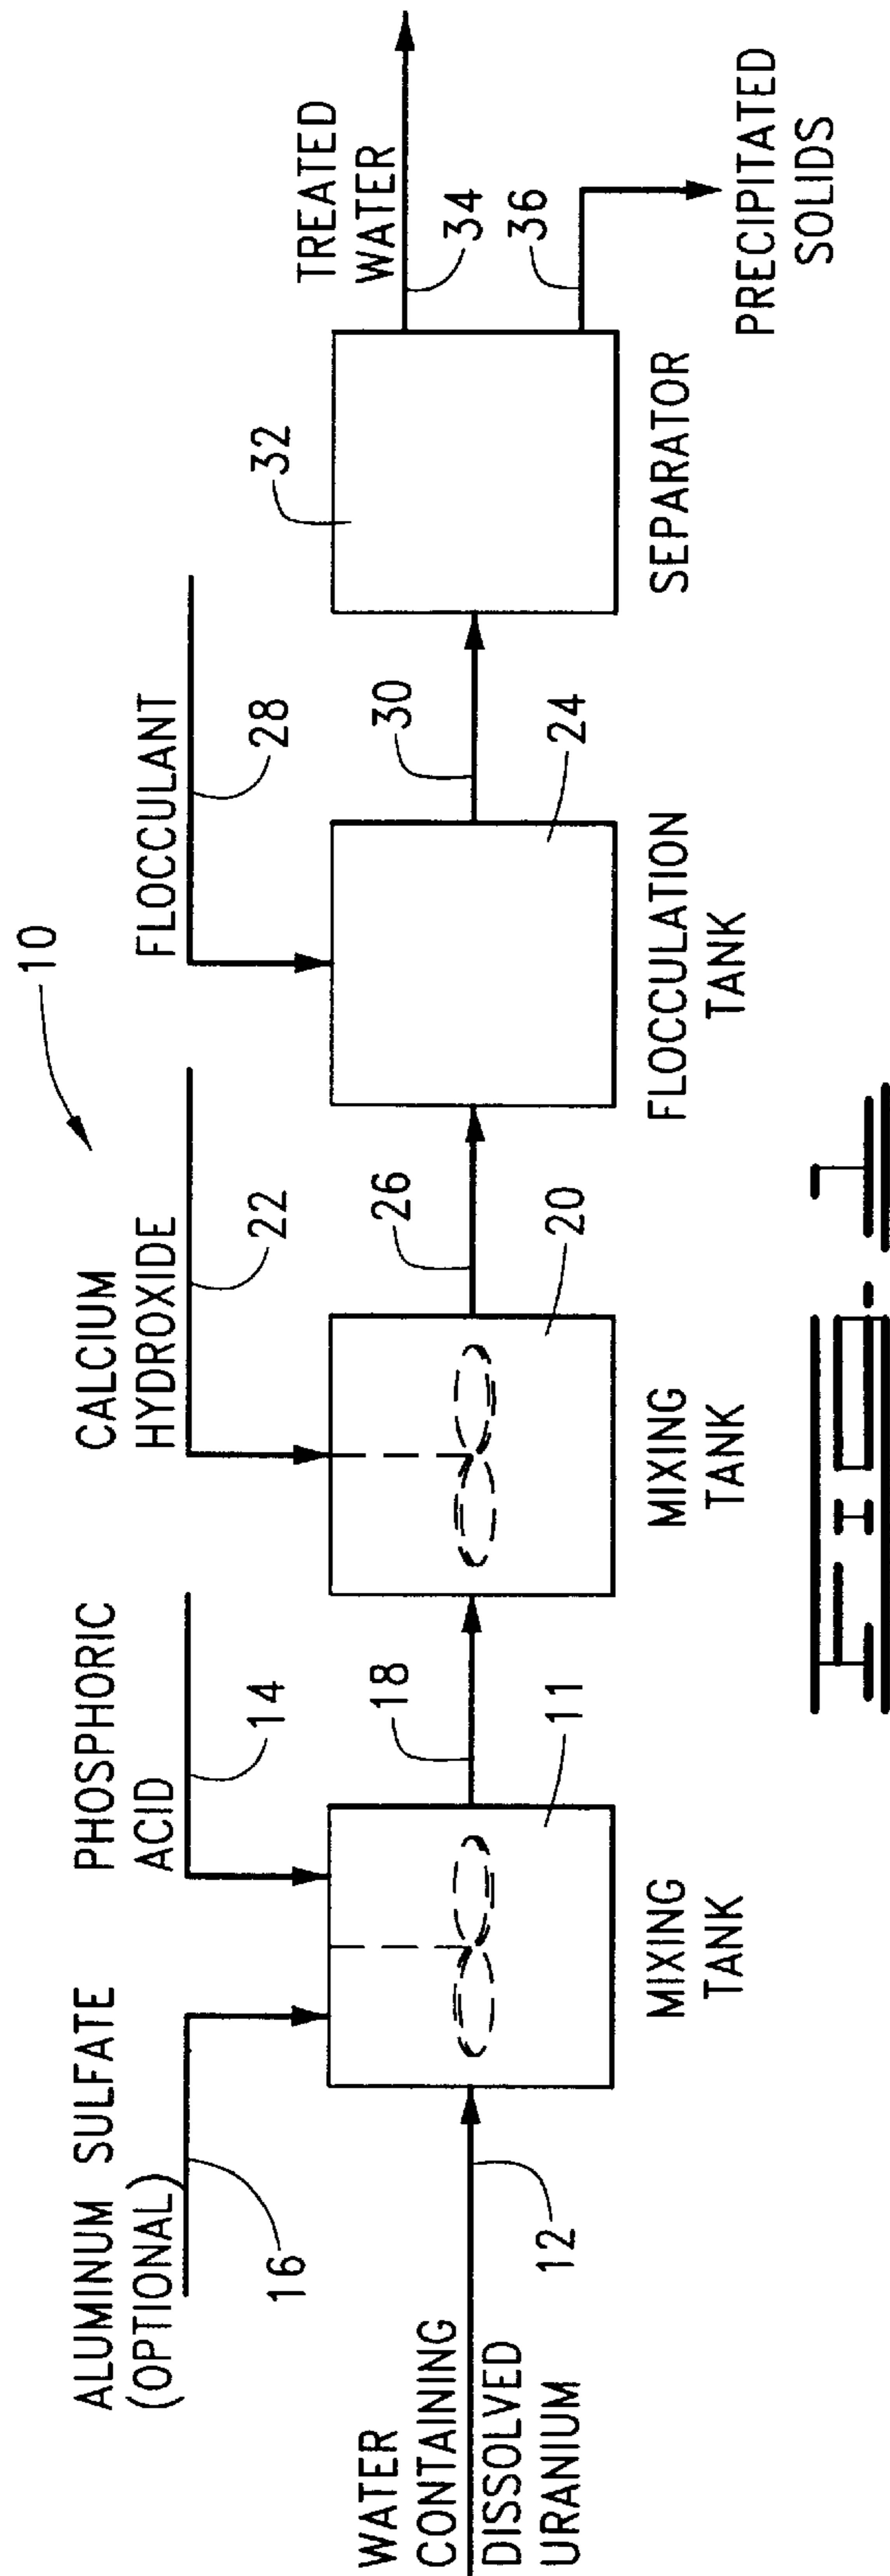 10
ALUMINUM SULFATE
(OPTIONAL)
16
PHOSPHORIC
ACID
14
CALCIUM
HYDROXIDE
22
FLOCCULANT
28
WATER
CONTAINING
DISSOLVED
URANIUM
12
11
MIXING
TANK
18
20
MIXING
TANK
26
24
FLOCCULATION
TANK
30
32
SEPARATOR
TREATED
WATER
34
36
PRECIPITATED
SOLIDS
FIG. 1